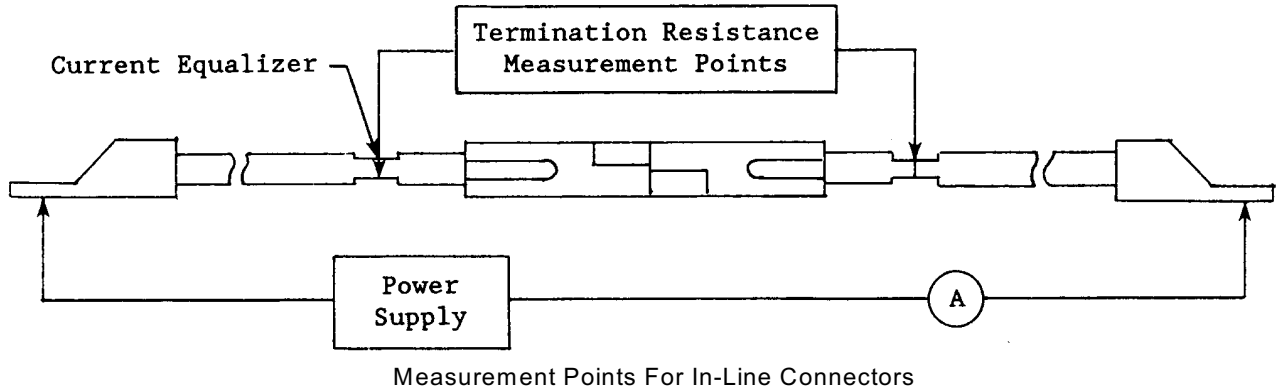 Termination Resistance
Measurement Points
Current Equalizer
Power
Supply
A
Measurement Points For In-Line Connectors